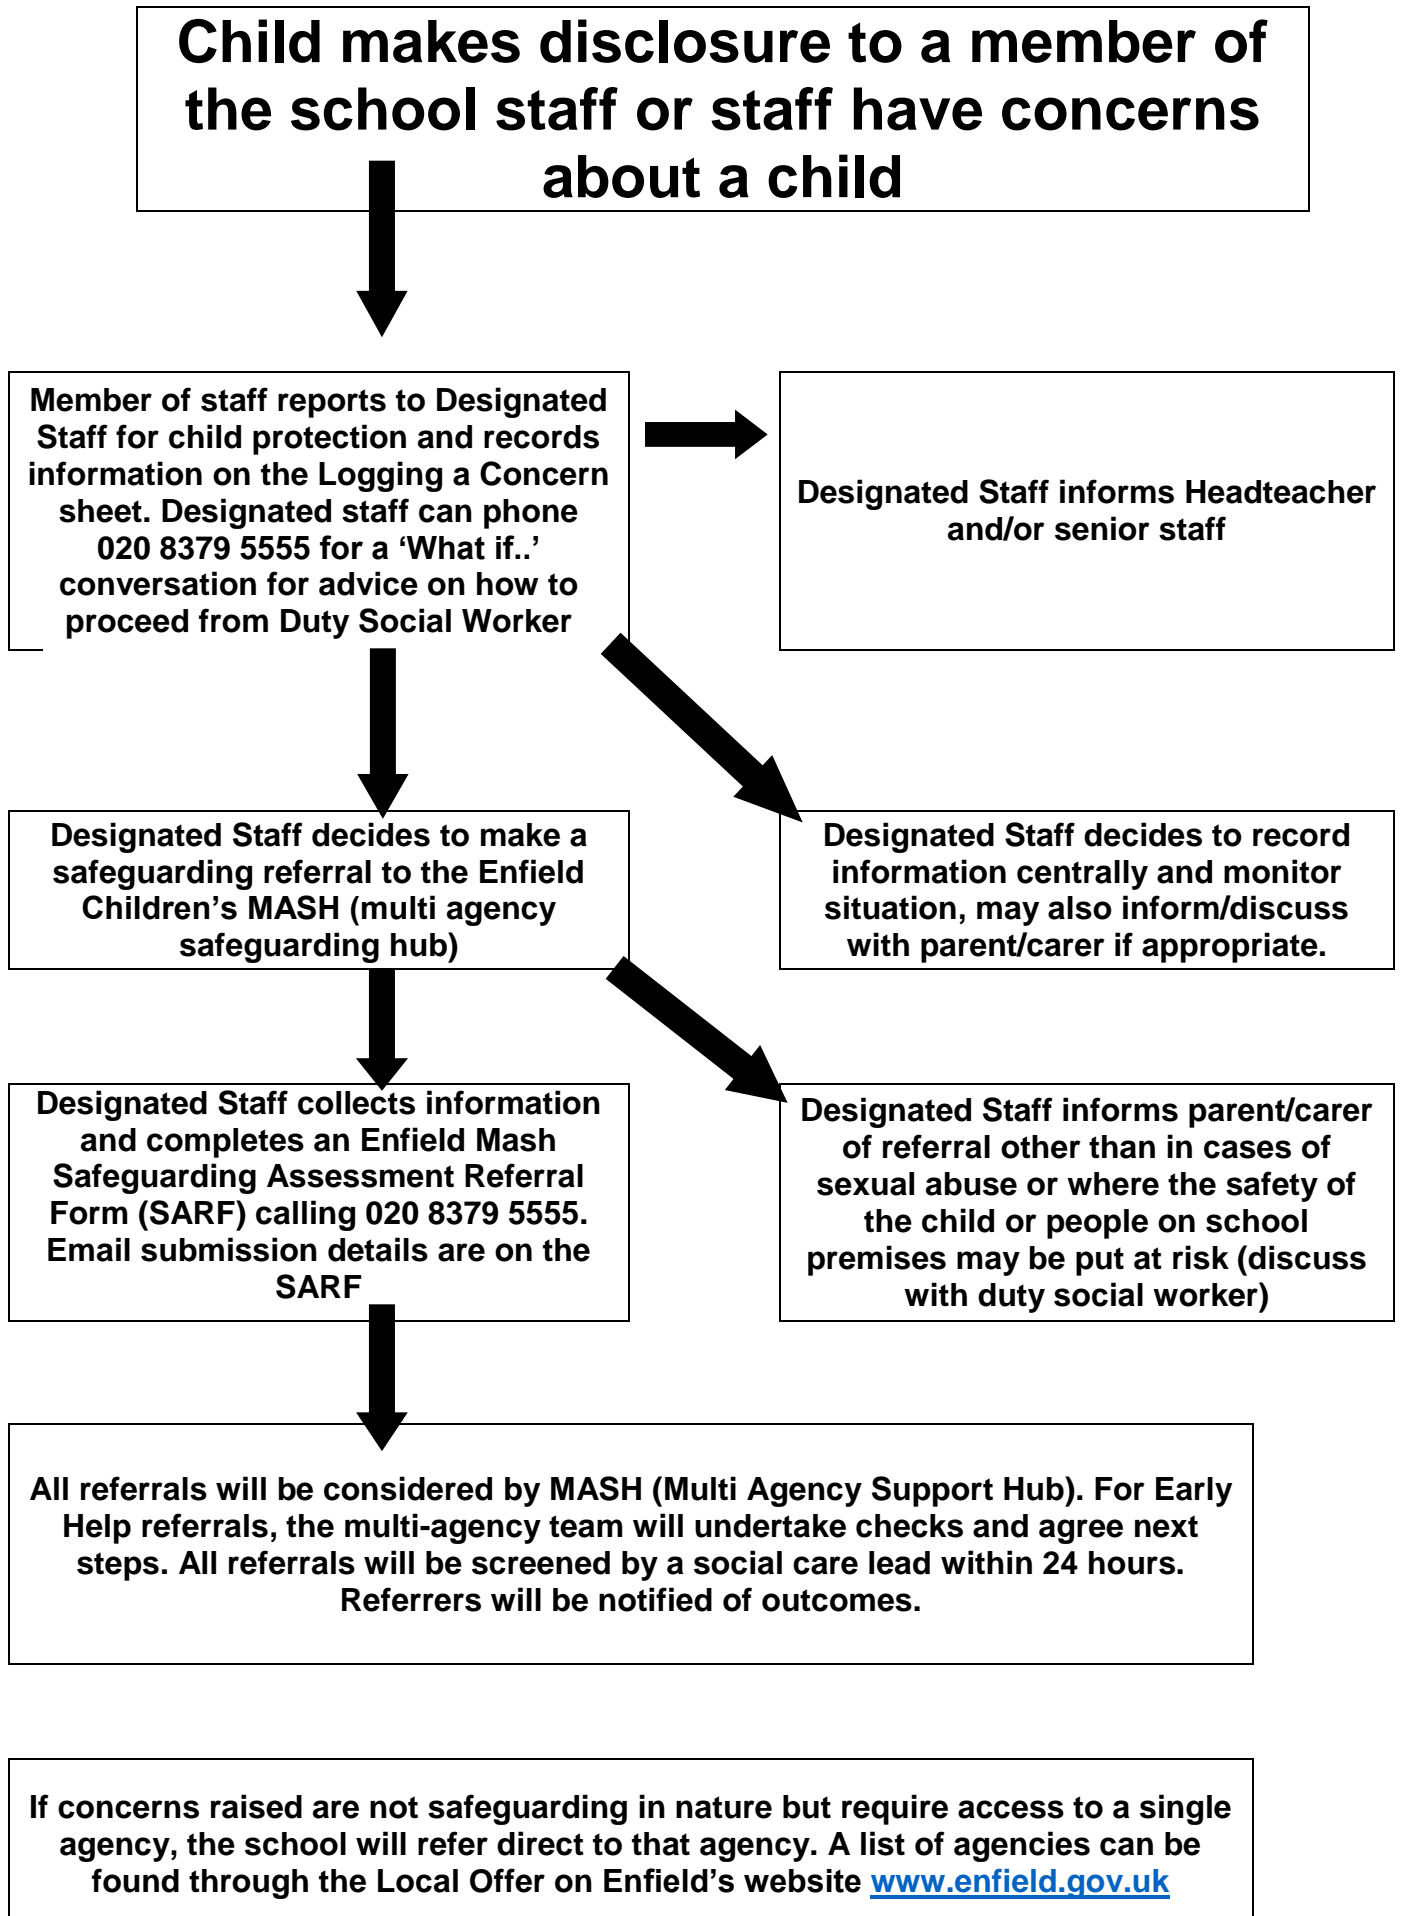 Child makes disclosure to a member of
the school staff or staff have concerns
about a child
Member of staff reports to Designated
Staff for child protection and records
information on the Logging a Concern
sheet. Designated staff can phone
020 8379 5555 for a ‘What if..’
conversation for advice on how to
proceed from Duty Social Worker
Designated Staff informs Headteacher
and/or senior staff
Designated Staff decides to make a
safeguarding referral to the Enfield
Children’s MASH (multi agency
safeguarding hub)
Designated Staff decides to record
information centrally and monitor
situation, may also inform/discuss
with parent/carer if appropriate.
Designated Staff collects information
and completes an Enfield Mash
Safeguarding Assessment Referral
Form (SARF) calling 020 8379 5555.
Email submission details are on the
SARF
Designated Staff informs parent/carer
of referral other than in cases of
sexual abuse or where the safety of
the child or people on school
premises may be put at risk (discuss
with duty social worker)
All referrals will be considered by MASH (Multi Agency Support Hub). For Early
Help referrals, the multi-agency team will undertake checks and agree next
steps. All referrals will be screened by a social care lead within 24 hours.
Referrers will be notified of outcomes.
If concerns raised are not safeguarding in nature but require access to a single
agency, the school will refer direct to that agency. A list of agencies can be
found through the Local Offer on Enfield’s website www.enfield.gov.uk